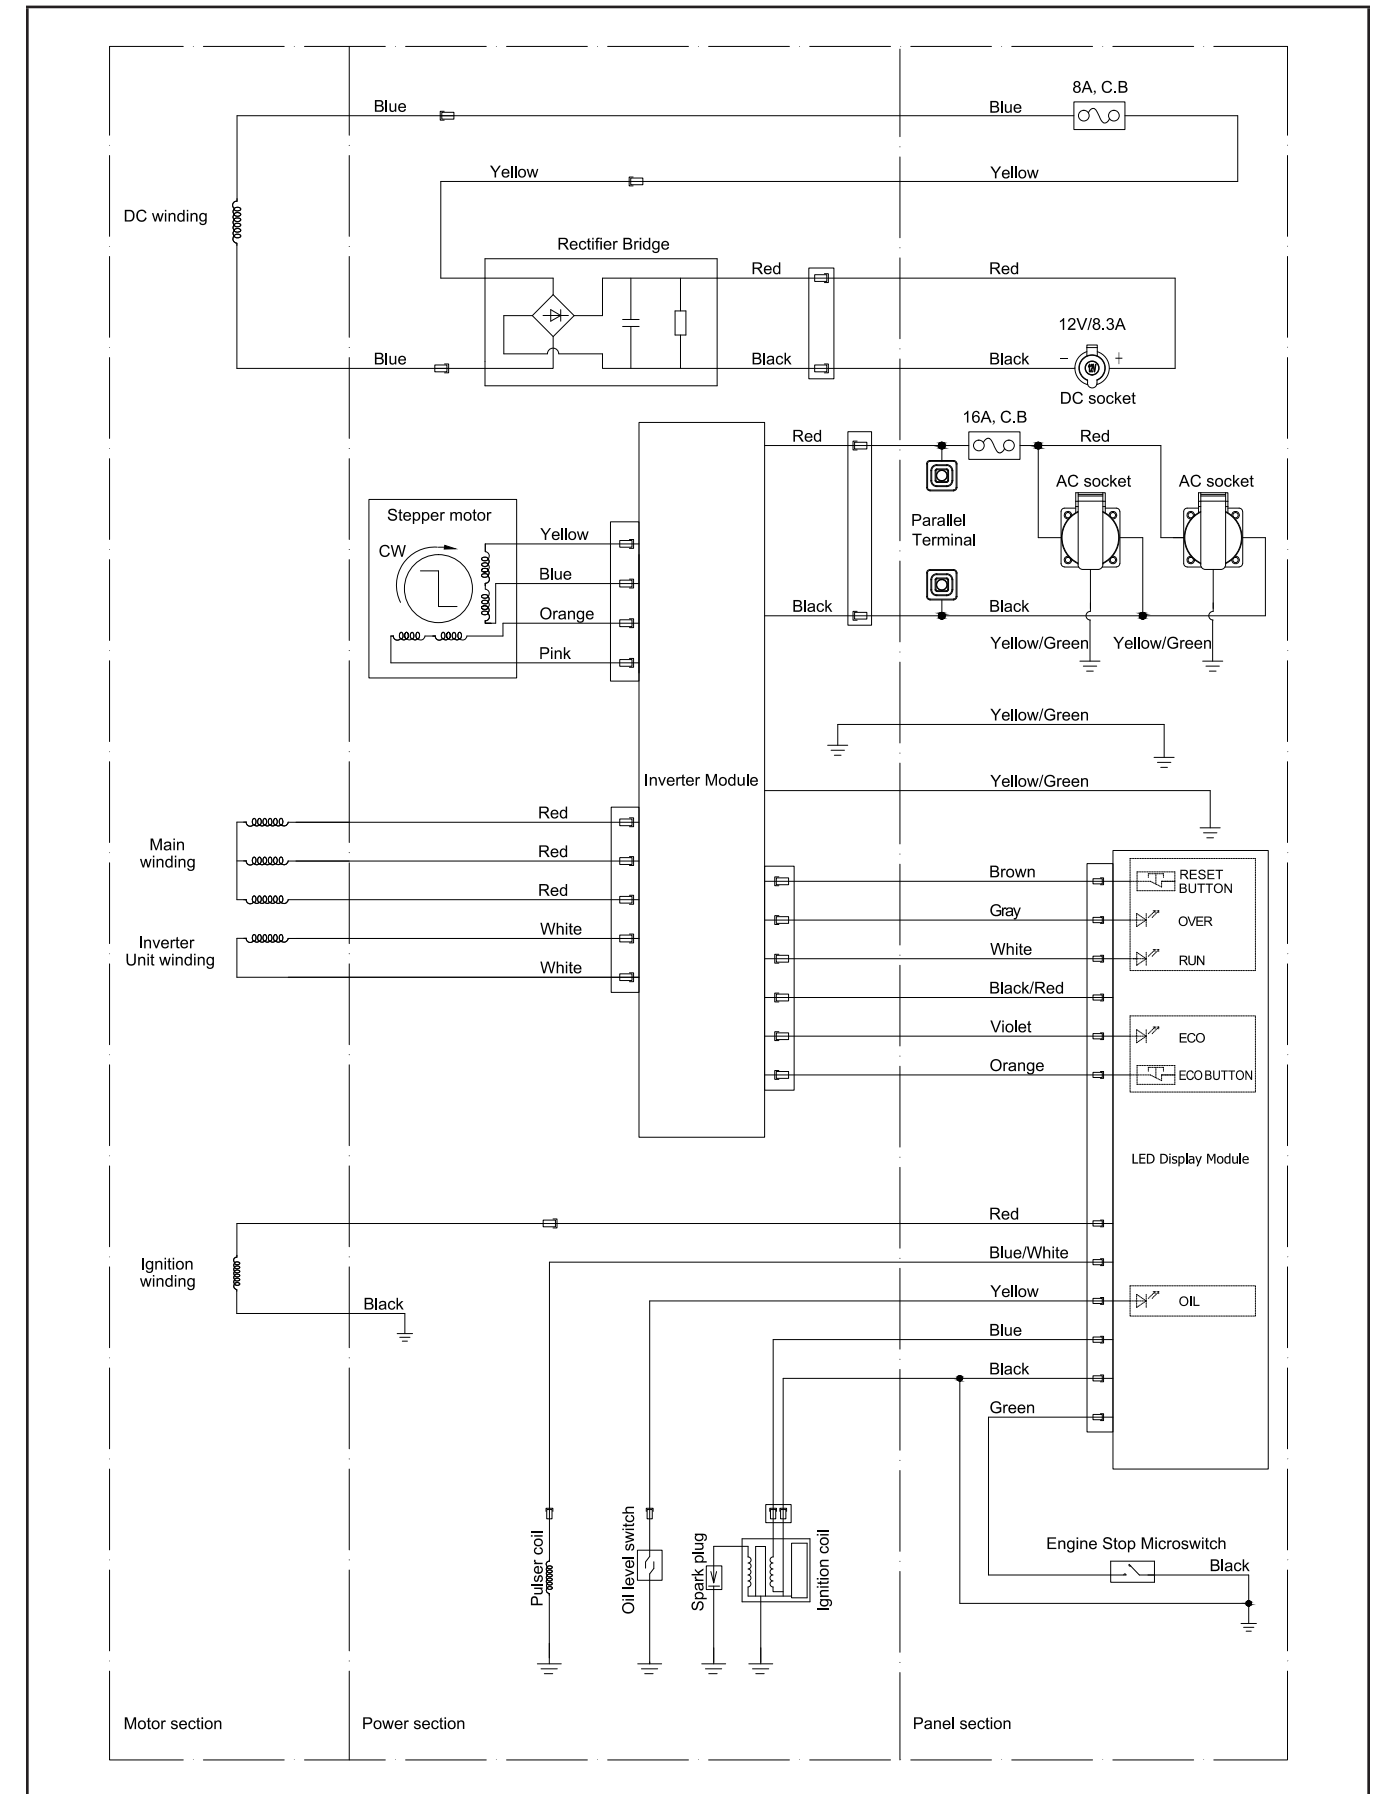 8A, C.B
Blue
Blue
Yellow
Yellow
DC winding
Rectifier Bridge
Red
Red
12V/8.3A
Blue
Black
Black
− +
DC socket
16A, C.B
Red
Red
AC socket
AC socket
Stepper motor
Parallel
Terminal
CW
Yellow
Blue
Orange
Black
Black
Pink
Yellow/Green
Yellow/Green
Yellow/Green
Inverter Module
Yellow/Green
Red
Main
winding
Red
Red
Inverter
Unit winding
White
White
Brown
RESET
BUTTON
Gray
OVER
White
RUN
Black/Red
Violet
ECO
Orange
ECO BUTTON
LED Display Module
Red
Ignition
winding
Blue/White
Black
Yellow
OIL
Blue
Black
Green
Pulser coil
Oil level switch
Spark plug
Ignition coil
Engine Stop Microswitch
Black
Motor section
Power section
Panel section